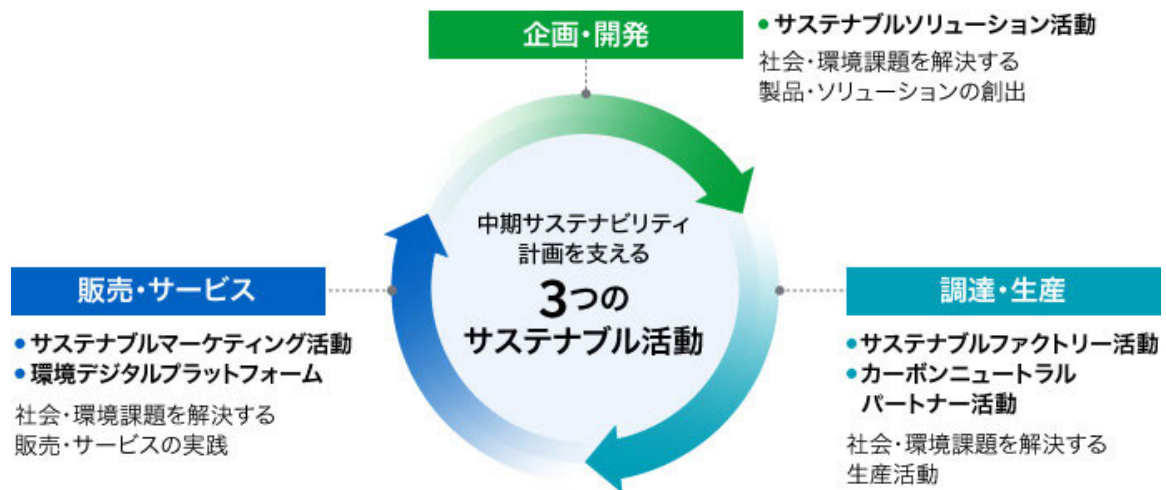 企画・開発
●サステナブルソリューション活動
社会・環境課題を解決する
製品・ソリューションの創出
中期サステナビリティ
計画を支える
3つの
サステナブル活動
販売・サービス
●サステナブルマーケティング活動
●環境デジタルプラットフォーム
社会・環境課題を解決する
販売・サービスの実践
調達・生産
●サステナブルファクトリー活動
●カーボンニュートラル
パートナー活動
社会・環境課題を解決する
生産活動